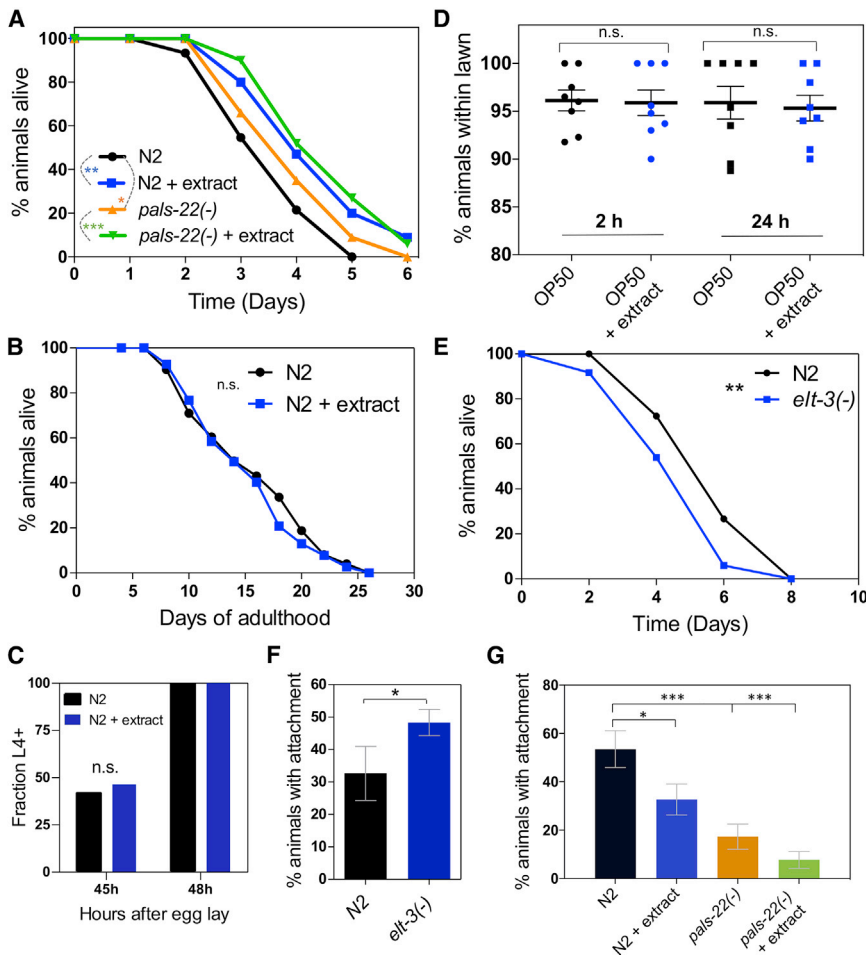 A
% animals alive
100
80
60
40
20
0
0 1 2 3 4 5 6
Time (Days)
N2
N2 + extract
pals-22(-)
pals-22(-) + extract
**
*
***
D
% animals within lawn
100
95
90
85
80
n.s.
n.s.
2 h
24 h
OP50
OP50 + extract
OP50
OP50 + extract
B
% animals alive
100
80
60
40
20
0
0 5 10 15 20 25 30
Days of adulthood
n.s.
N2
N2 + extract
E
% animals alive
100
80
60
40
20
0
0 2 4 6 8 10
Time (Days)
**
N2
elt-3(-)
C
Fraction L4+
100
75
50
25
0
N2
N2 + extract
n.s.
45h 48h
Hours after egg lay
F
% animals with attachment
60
50
40
30
20
10
0
*
N2
elt-3(-)
G
% animals with attachment
80
60
40
20
0
***
***
*
N2
N2 + extract
pals-22(-)
pals-22(-) + extract